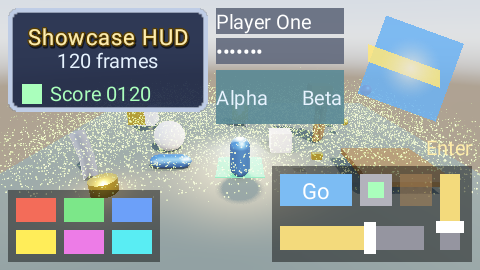 Showcase HUD
120 frames
Score 0120
Player One
•••••••
Alpha Beta
Enter
Go